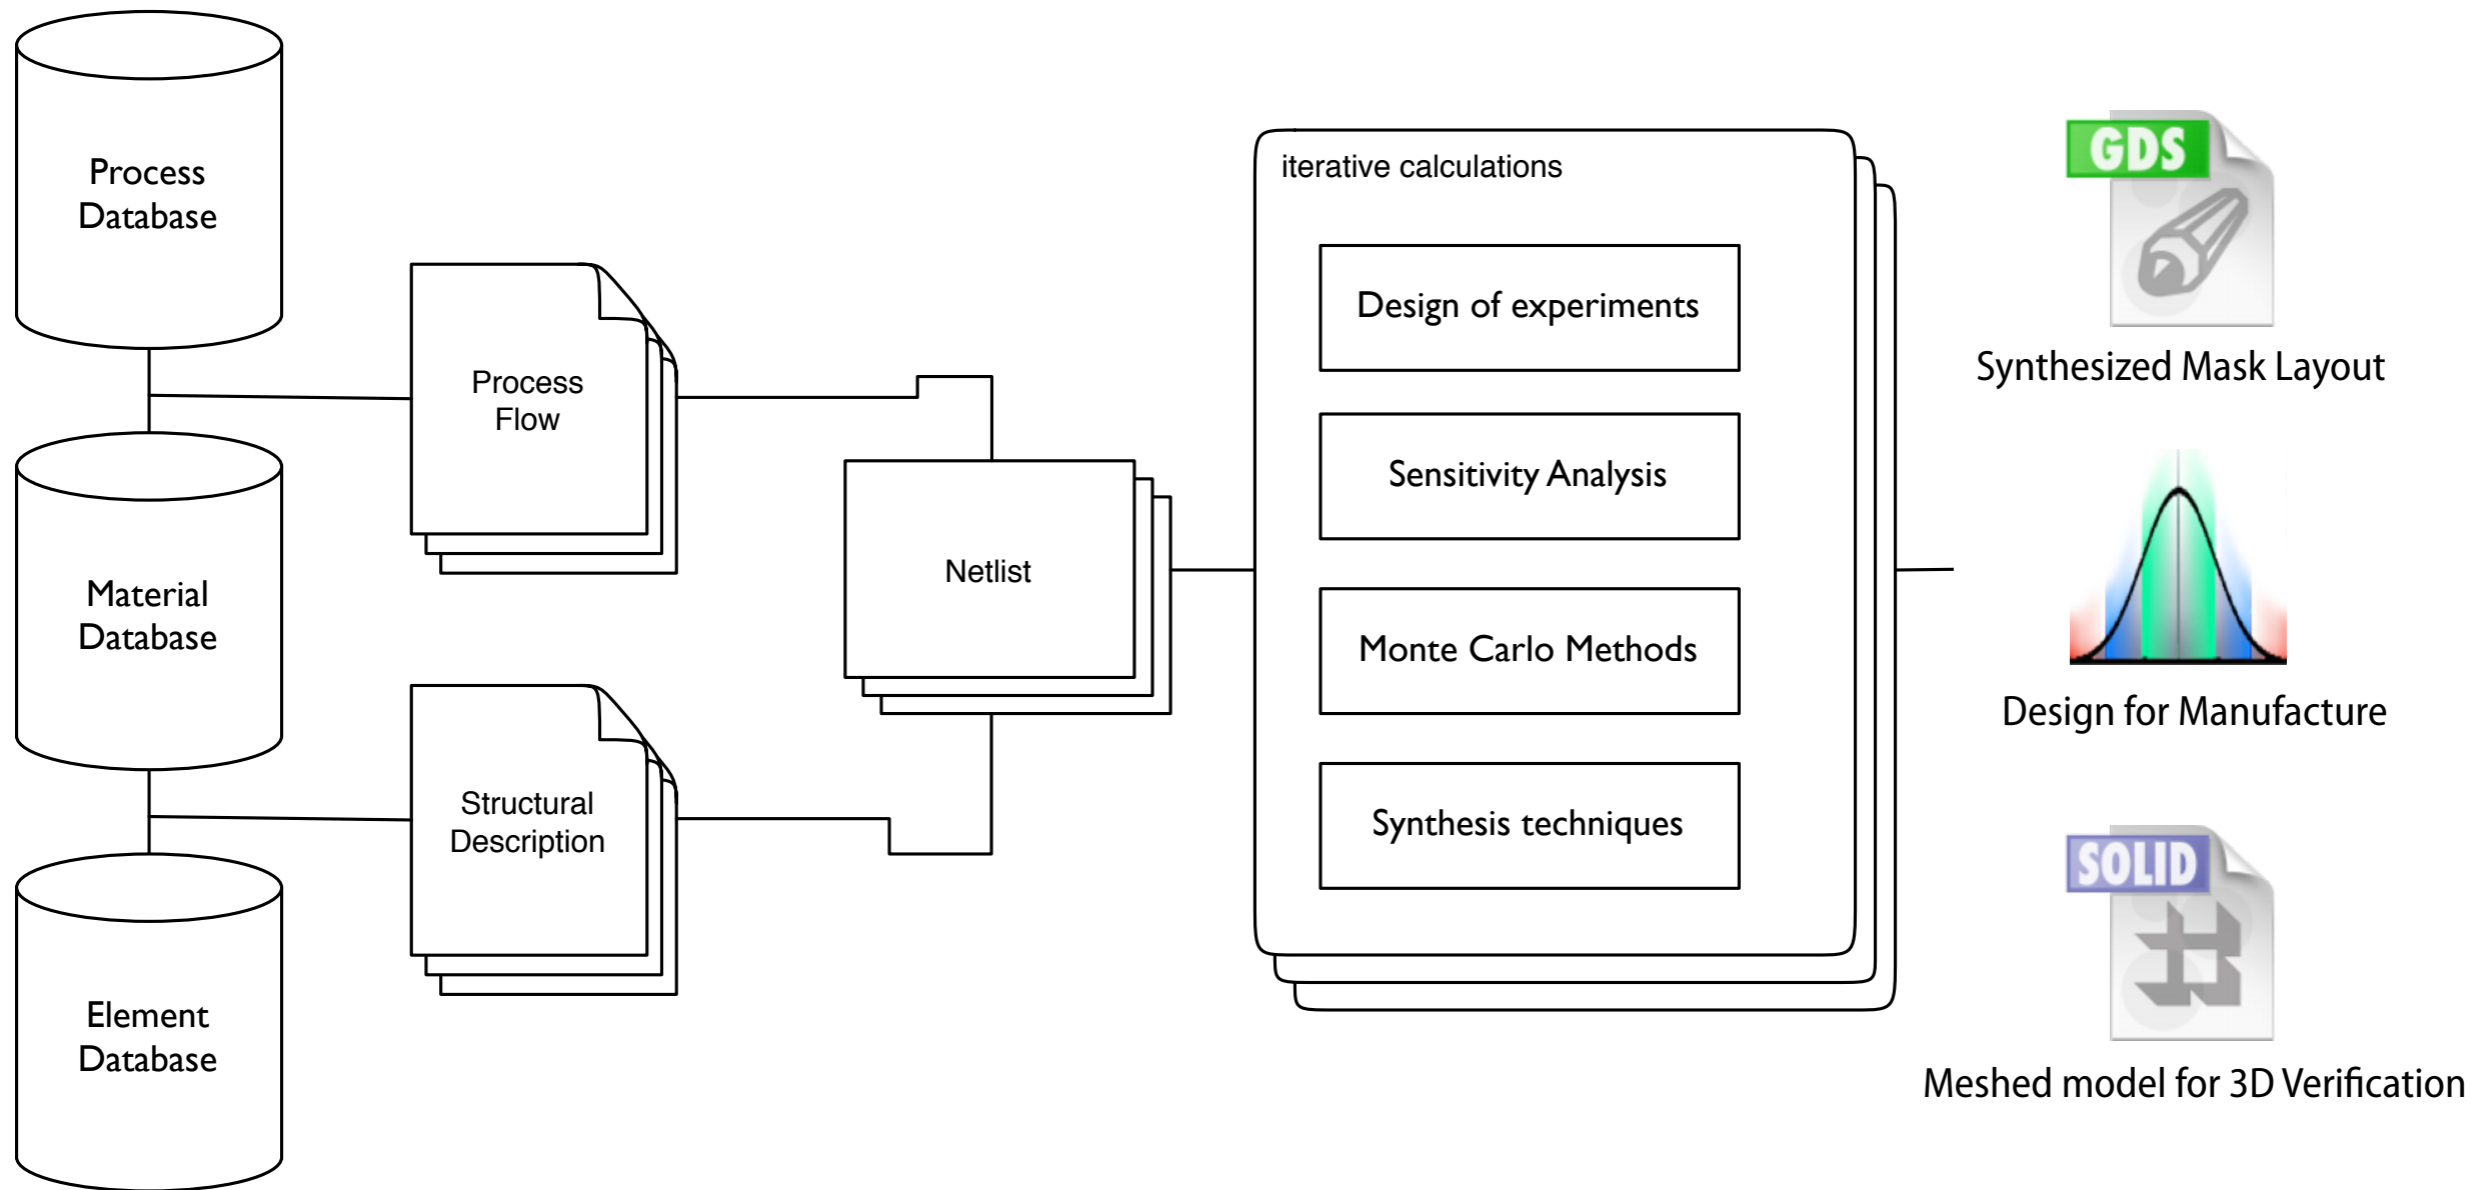 Process
Database
Material
Database
Element
Database
Process
Flow
Structural
Description
Netlist
iterative calculations
Design of experiments
Sensitivity Analysis
Monte Carlo Methods
Synthesis techniques
GDS
Synthesized Mask Layout
Design for Manufacture
SOLID
Meshed model for 3D Verification